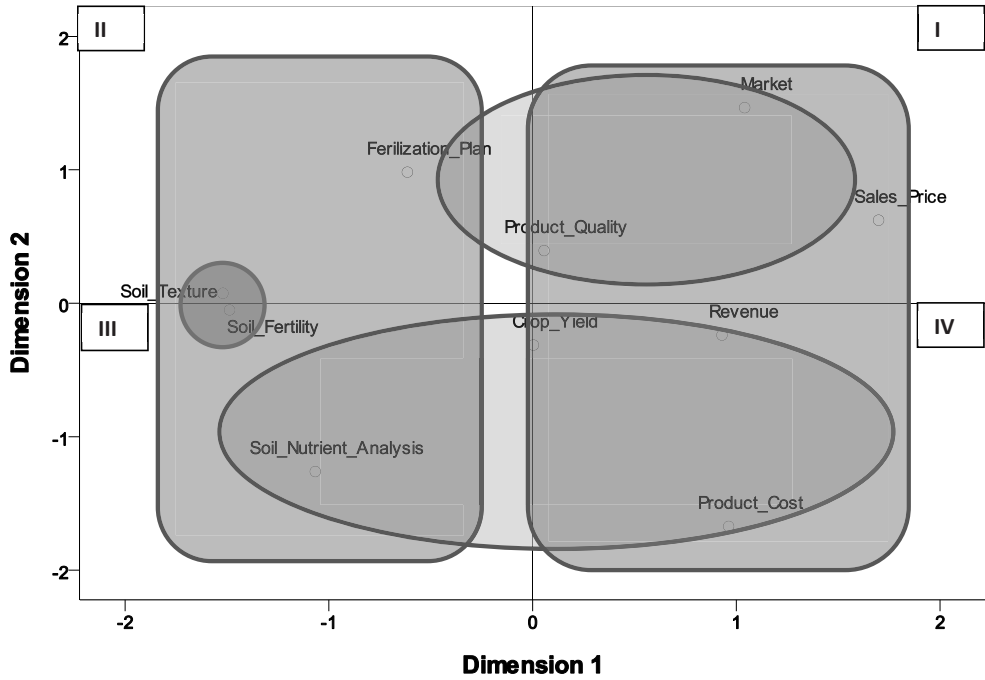 II
I
2
Market
Ferilization_Plan
1
Sales_Price
Product_Quality
Soil_Texture
0
III
Soil_Fertility
Crop_Yield
Revenue
IV
Dimension 2
-1
Soil_Nutrient_Analysis
Product_Cost
-2
-2
-1
0
1
2
Dimension 1